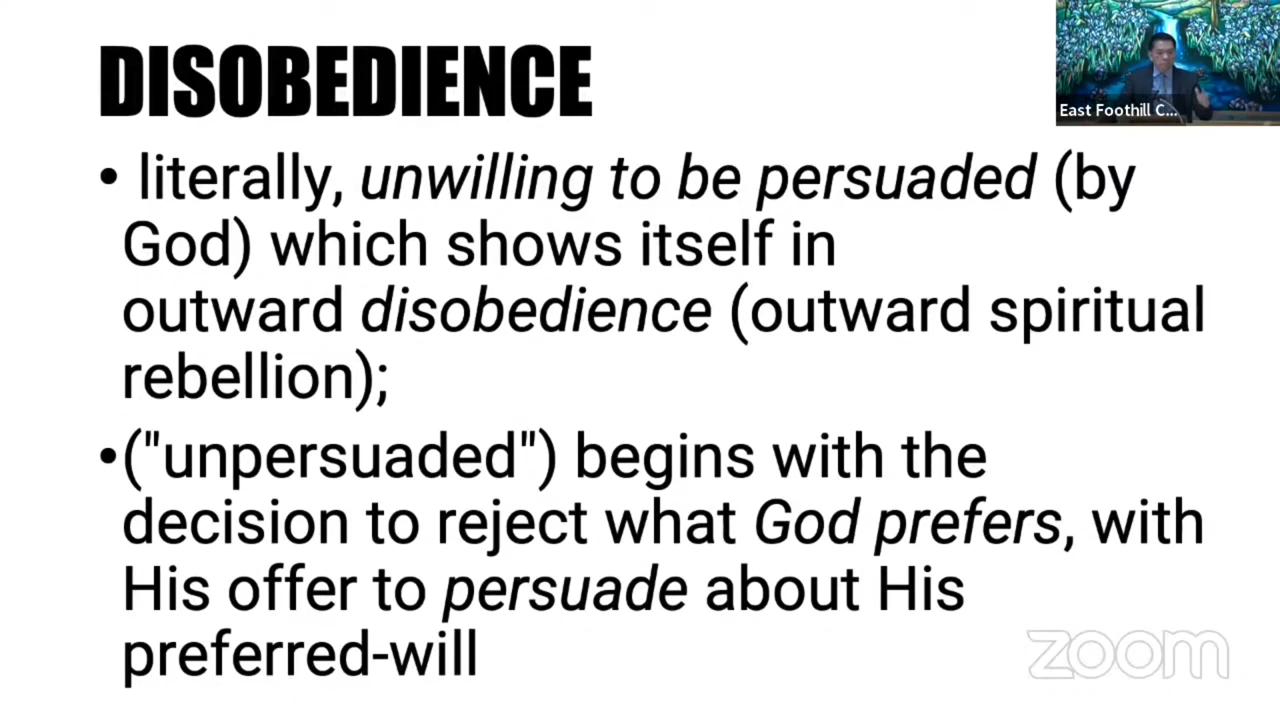 DISOBEDIENCE
East Foothill C...
• literally, unwilling to be persuaded (by
God) which shows itself in
outward disobedience (outward spiritual
rebellion);
•("unpersuaded") begins with the
decision to reject what God prefers, with
His offer to persuade about His
preferred-will
zoom